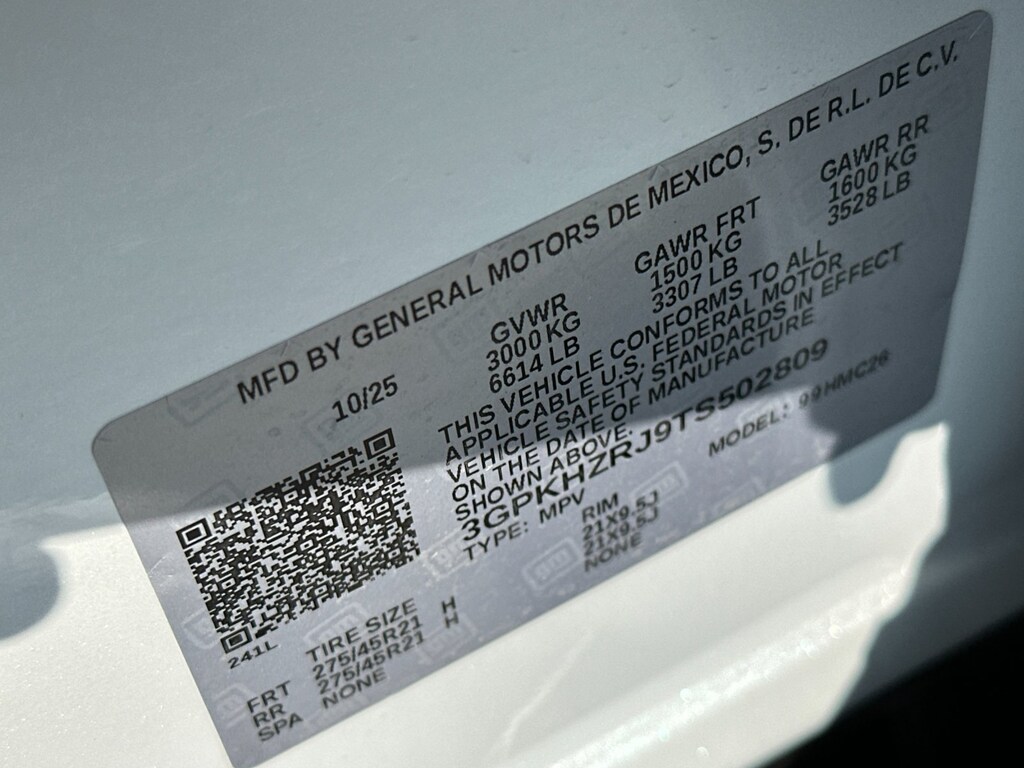 MFD BY GENERAL MOTORS DE MEXICO, S. DE R.L. DE C.V.
10/25
GVWR
3000 KG
6614 LB
GAWR FRT
1500 KG
3307 LB
GAWR RR
1600 KG
3528 LB
THIS VEHICLE CONFORMS TO ALL
APPLICABLE U.S. FEDERAL MOTOR
VEHICLE SAFETY STANDARDS IN EFFECT
ON THE DATE OF MANUFACTURE
SHOWN ABOVE:
3GPKHZRJ9TS502809
TYPE: MPV
MODEL: 99HMC26
241L
TIRE SIZE
RIM
FRT 275/45R21 H 21X9.5J
RR 275/45R21 H 21X9.5J
SPA NONE NONE